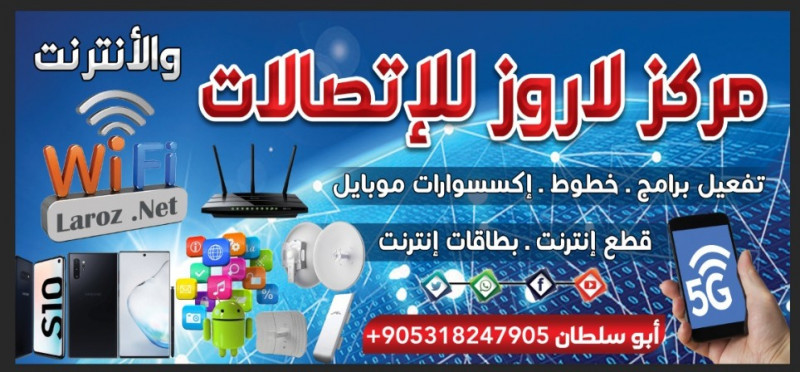 مركز لاروز للإتصالات
والأنترنت
WiFi
Laroz .Net
تفعيل برامج . خطوط . إكسسوارات موبايل
قطع إنترنت . بطاقات إنترنت
أبو سلطان 905318247905+
S10
5G